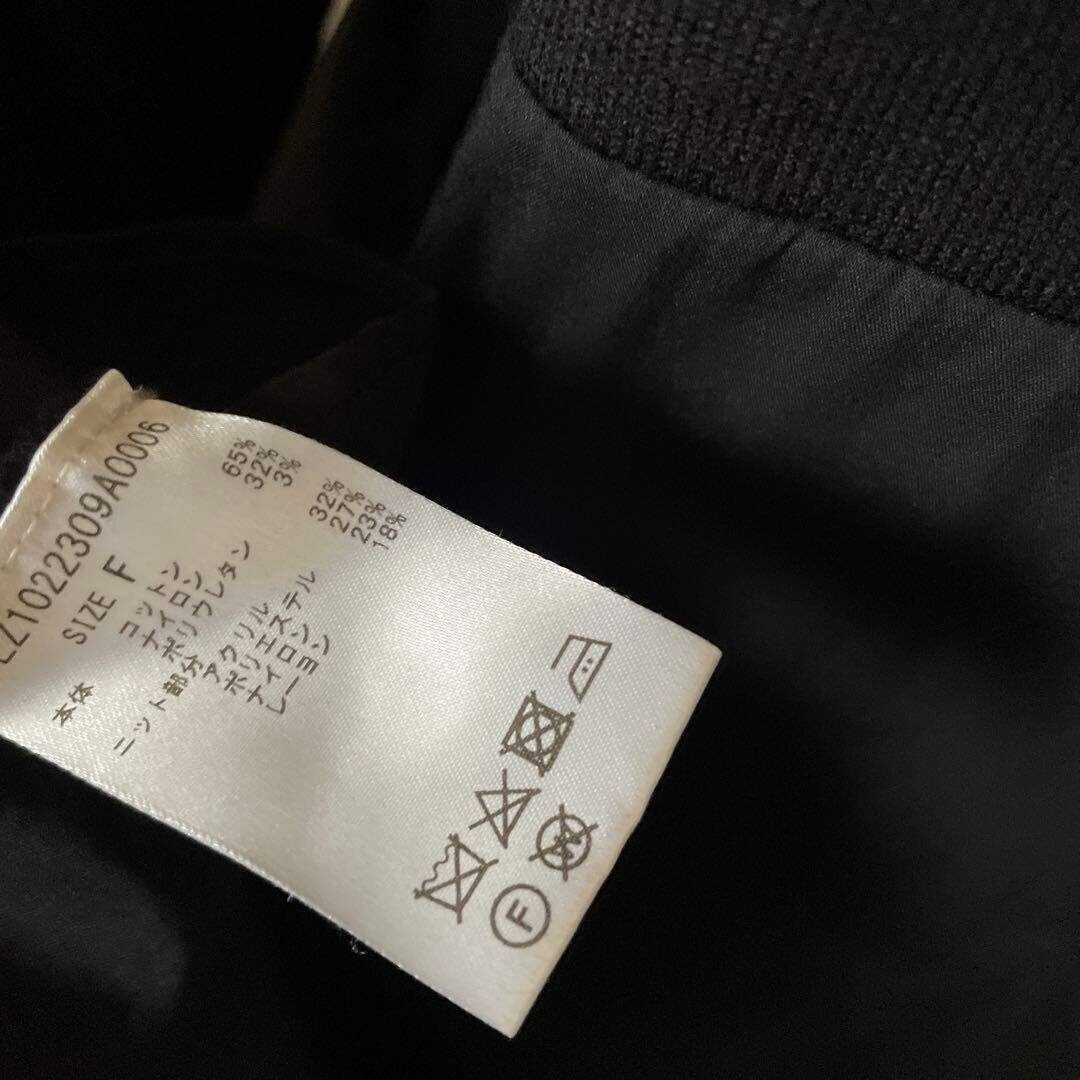 LZ1022309A0006
SIZE F
本体 コットン 65%
ナイロン 32%
ポリウレタン 3%
ニット部分 アクリル 32%
ポリエステル 27%
ナイロン 23%
レーヨン 18%
W
F